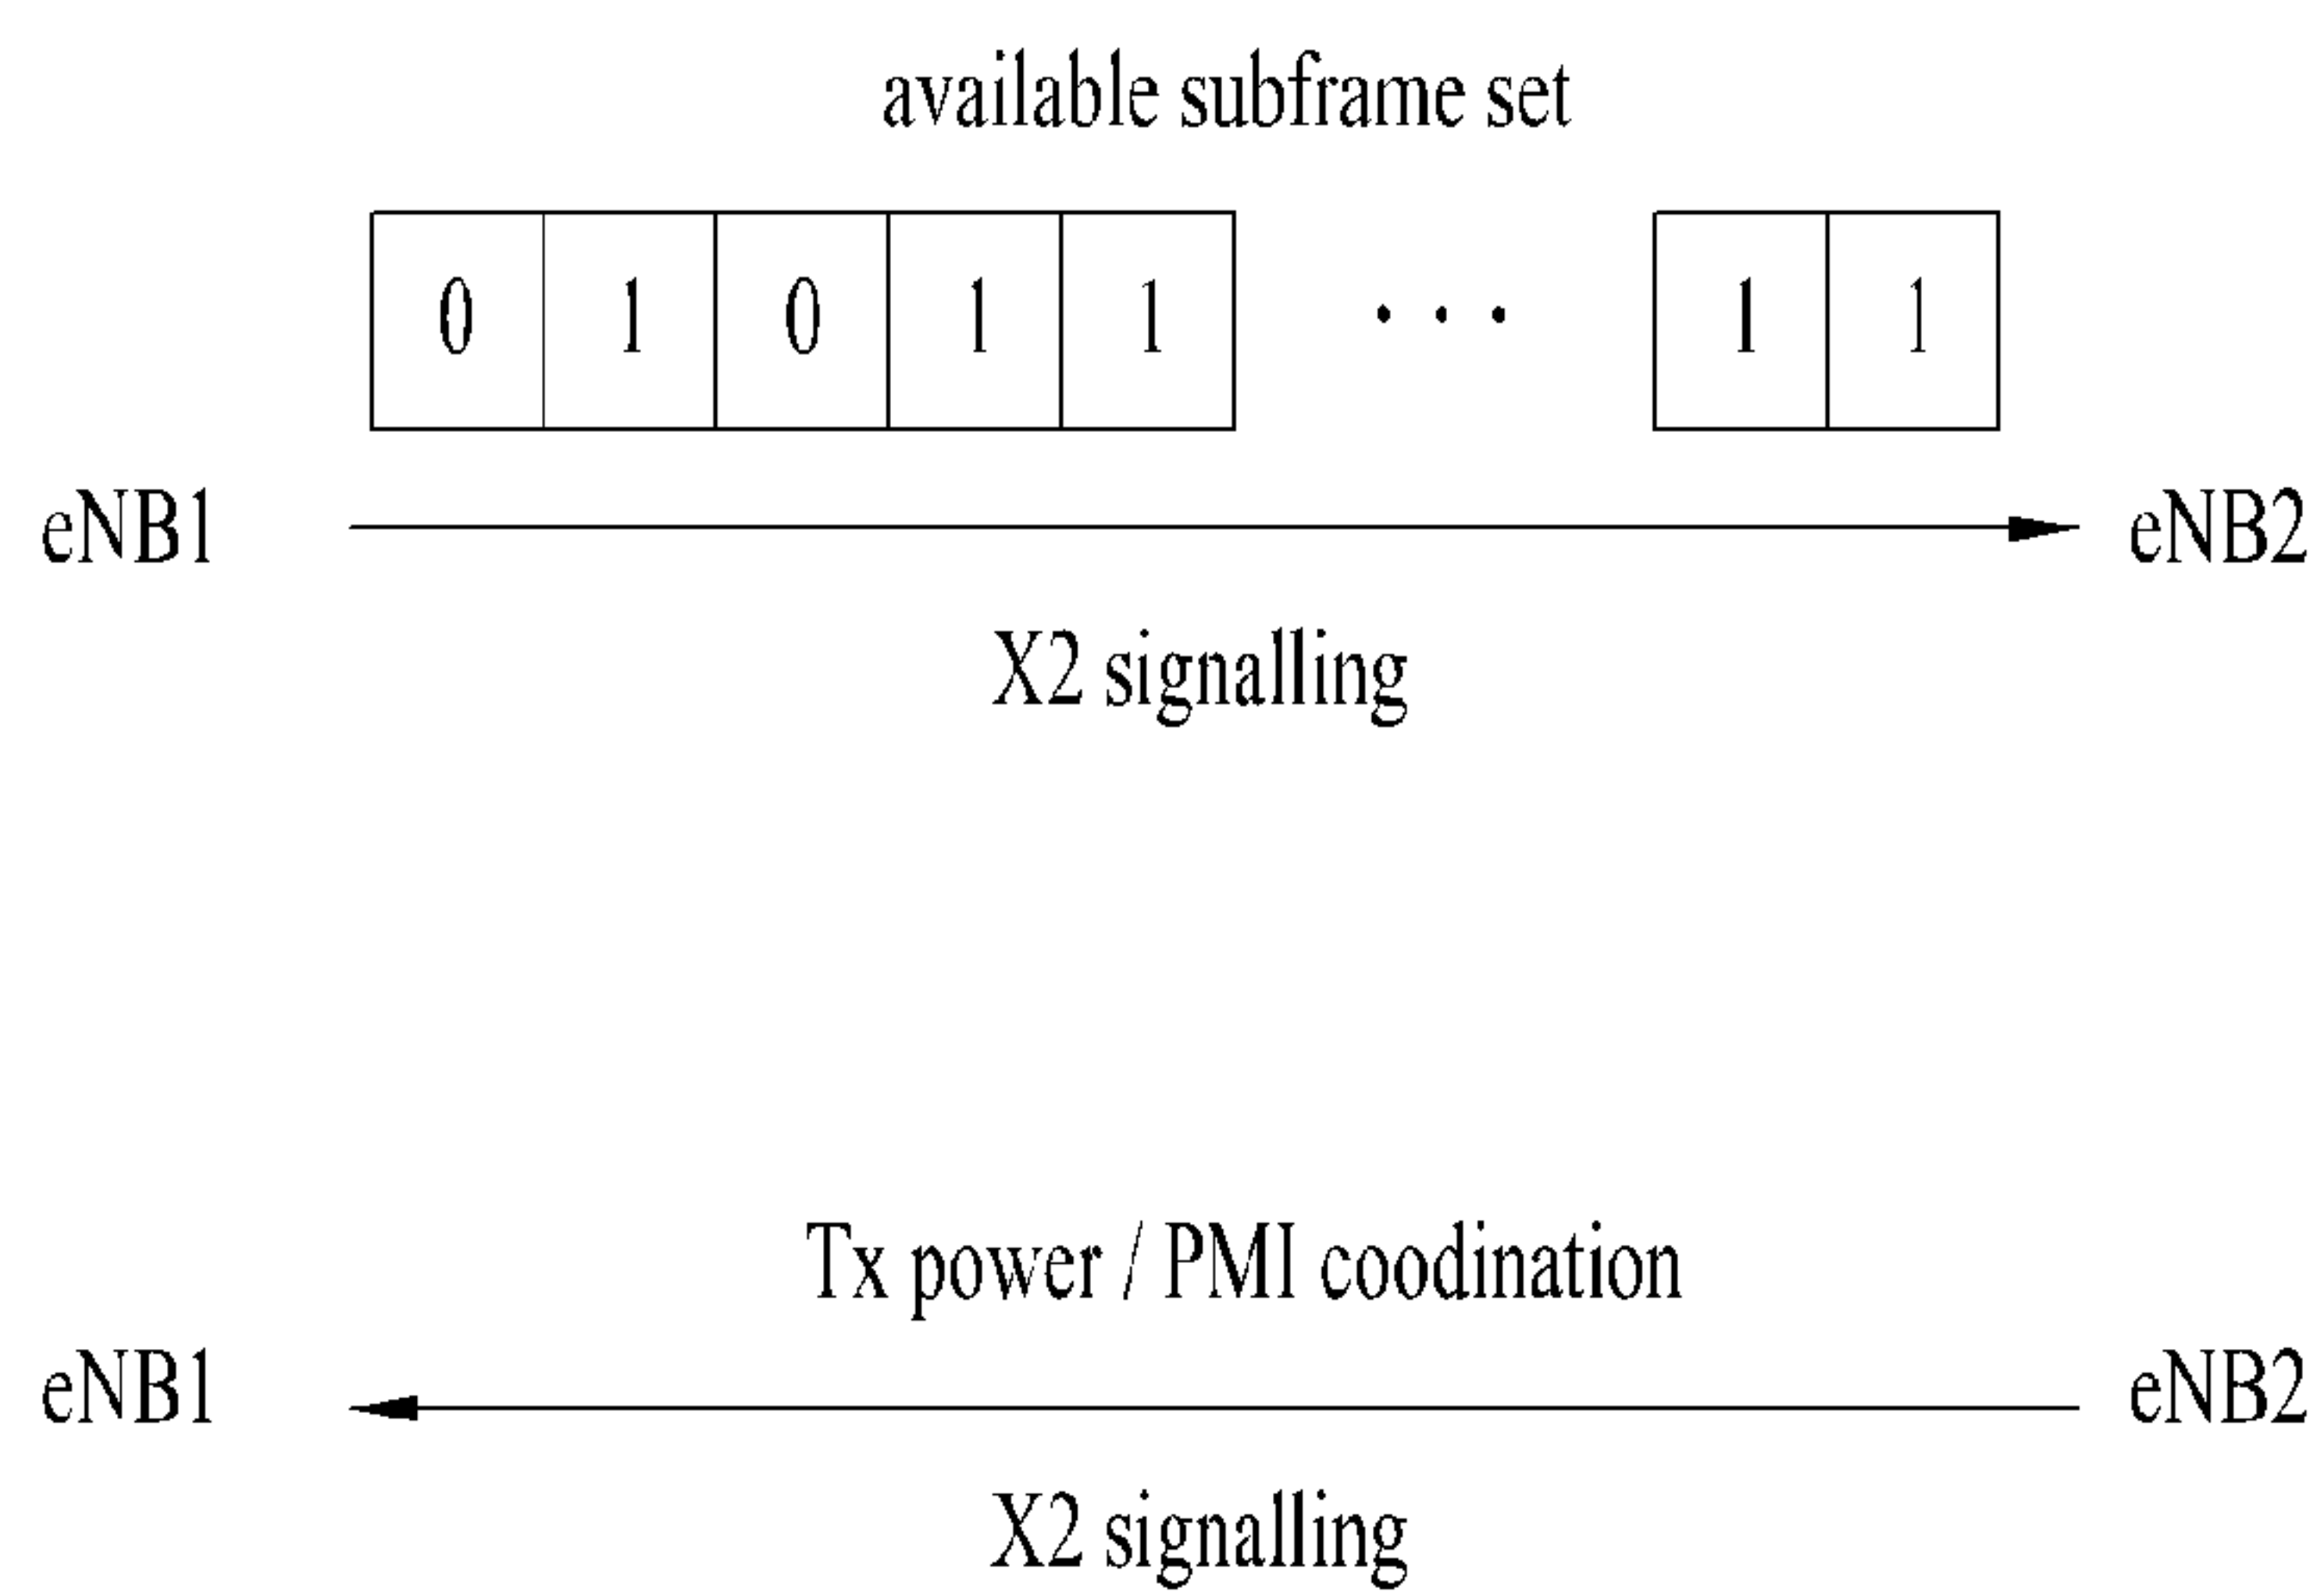 available subframe set
0 1 0 1 1 . . . 1 1
eNB1 eNB2
X2 signalling
Tx power / PMI coodination
eNB1 eNB2
X2 signalling